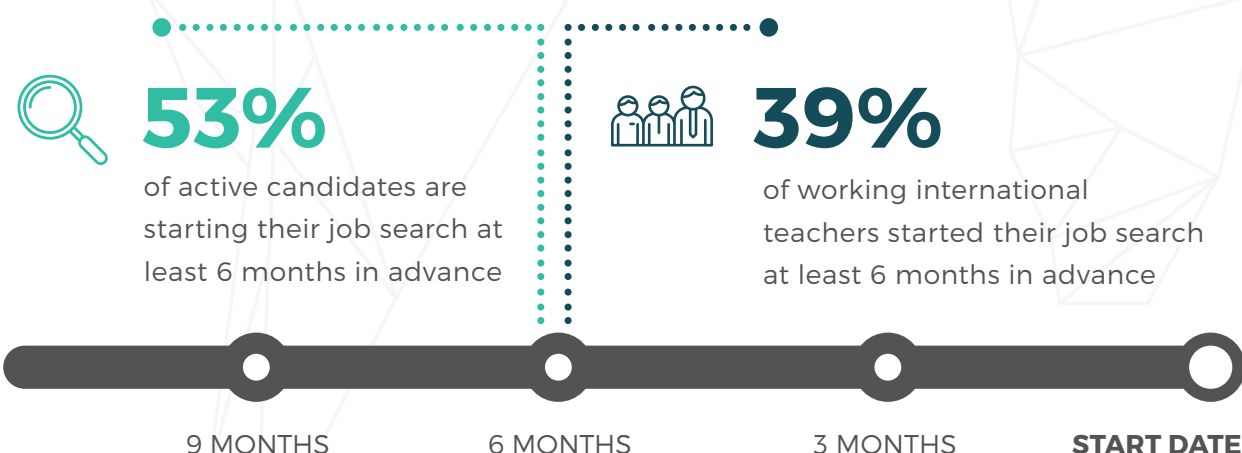 53%
of active candidates are
starting their job search at
least 6 months in advance
39%
of working international
teachers started their job search
at least 6 months in advance
9 MONTHS
6 MONTHS
3 MONTHS
START DATE